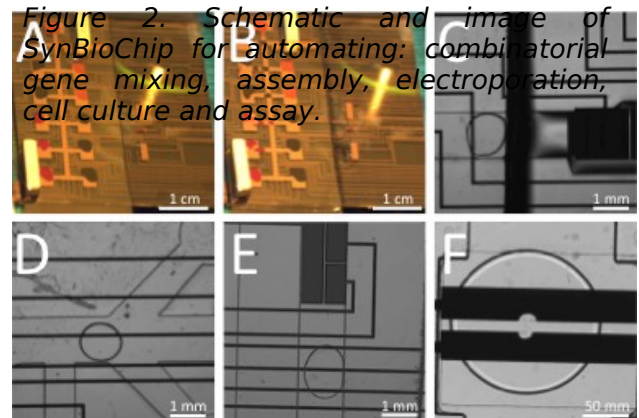 Figure 2. Schematic and image of
SynBioChip for automating: combinatorial
gene mixing, assembly, electroporation,
cell culture and assay.
A
B
C
1 cm
1 cm
1 mm
D
E
F
1 mm
1 mm
50 mm